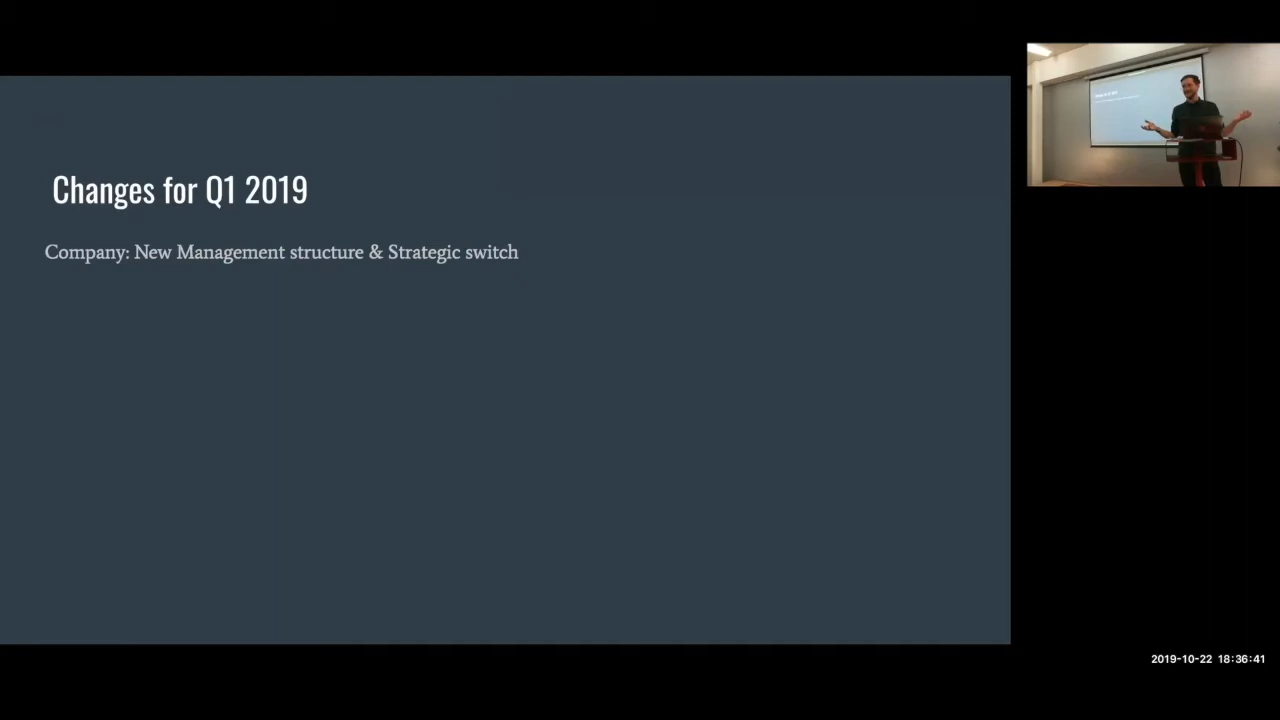 Changes for Q1 2019
Company: New Management structure & Strategic switch
2019-10-22 18:36:41